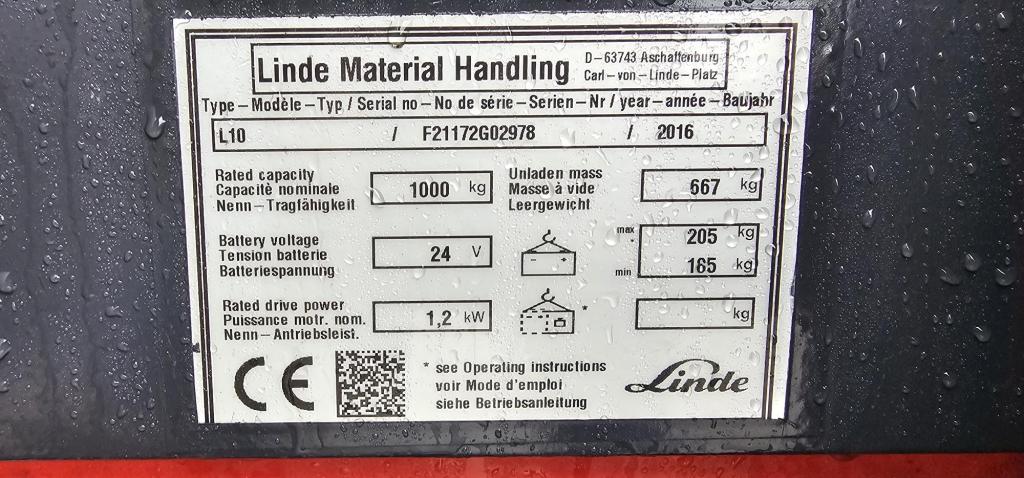 Linde Material Handling
D-63743 Aschaffenburg
Carl-von-Linde-Platz
Type-Modèle-Typ / Serial no-No de série-Serien-Nr / year-année-Baujahr
L10 / F21172G02978 / 2016
Rated capacity
Capacitè nominale
Nenn-Tragfähigkeit
1000 kg
Unladen mass
Masse à vide
Leergewicht
667 kg
Battery voltage
Tension batterie
Batteriespannung
24 V
- +
max
*
205 kg
min
165 kg
Rated drive power
Puissance motr. nom.
Nenn-Antriebsleist.
1,2 kW
*
kg
CE
* see Operating instructions
voir Mode d'emploi
siehe Betriebsanleitung
Linde